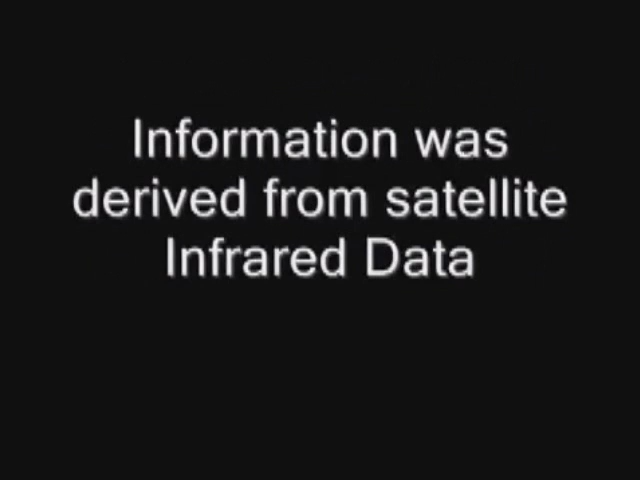 Information was
derived from satellite
Infrared Data